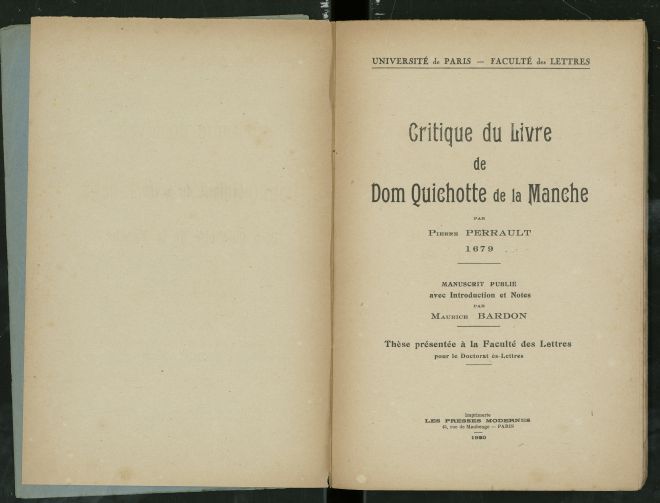 UNIVERSITÉ de PARIS — FACULTÉ des LETTRES
Critique du Livre
de
Dom Quichotte de la Manche
PAR
PIERRE PERRAULT
1679
MANUSCRIT PUBLIÉ
avec Introduction et Notes
PAR
MAURICE BARDON
Thèse présentée à la Faculté des Lettres
pour le Doctorat ès-Lettres
Imprimerie
LES PRESSES MODERNES
45, rue de Maubeuge — PARIS
1930